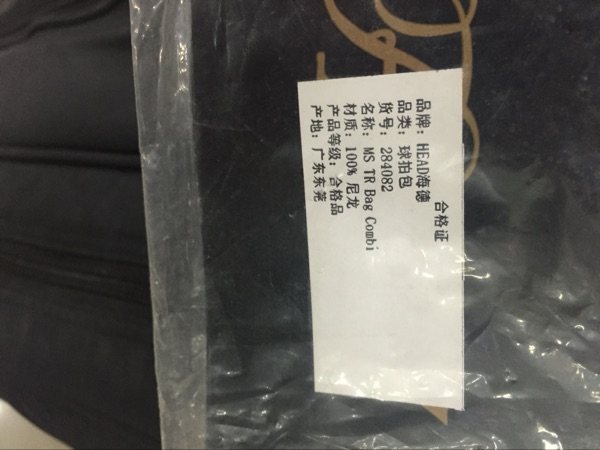 合格证
品牌: HEAD海德
品类: 球拍包
货号: 284082
名称: MS TR Bag Combi
材质: 100% 尼龙
产品等级: 合格品
产地: 广东东莞